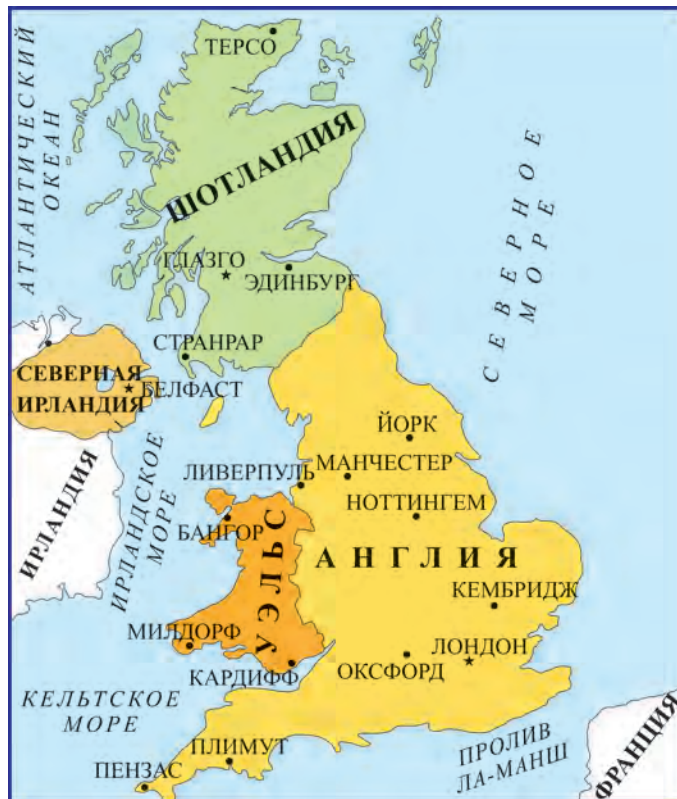 ТЕРСО
АТЛАНТИЧЕСКИЙ
ОКЕАН
ШОТЛАНДИЯ
СЕВЕРНОЕ
МОРЕ
ГЛАЗГО
ЭДИНБУРГ
СТРАНРАР
СЕВЕРНАЯ
ИРЛАНДИЯ
БЕЛФАСТ
ЙОРК
МАНЧЕСТЕР
ЛИВЕРПУЛЬ
НОТТИНГЕМ
ИРЛАНДИЯ
ИРЛАНДСКОЕ
МОРЕ
БАНГОР
УЭЛЬС
АНГЛИЯ
КЕМБРИДЖ
МИЛДОРФ
ЛОНДОН
ОКСФОРД
КАРДИФФ
КЕЛЬТСКОЕ
МОРЕ
ПЛИМУТ
ПЕНЗАС
ПРОЛИВ
ЛА-МАНШ
ФРАНЦИЯ